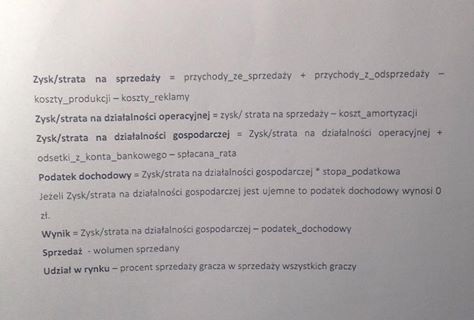 Zysk/strata na sprzedaży = przychody_ze_sprzedaży + przychody_z_odsprzedaży –
koszty_produkcji – koszty_reklamy
Zysk/strata na działalności operacyjnej = zysk/ strata na sprzedaży – koszt_amortyzacji
Zysk/strata na działalności gospodarczej = Zysk/strata na działalności operacyjnej +
odsetki_z_konta_bankowego – spłacana_rata
Podatek dochodowy = Zysk/strata na działalności gospodarczej * stopa_podatkowa
Jeżeli Zysk/strata na działalności gospodarczej jest ujemne to podatek dochodowy wynosi 0
zł.
Wynik = Zysk/strata na działalności gospodarczej – podatek_dochodowy
Sprzedaż - wolumen sprzedany
Udział w rynku – procent sprzedaży gracza w sprzedaży wszystkich graczy